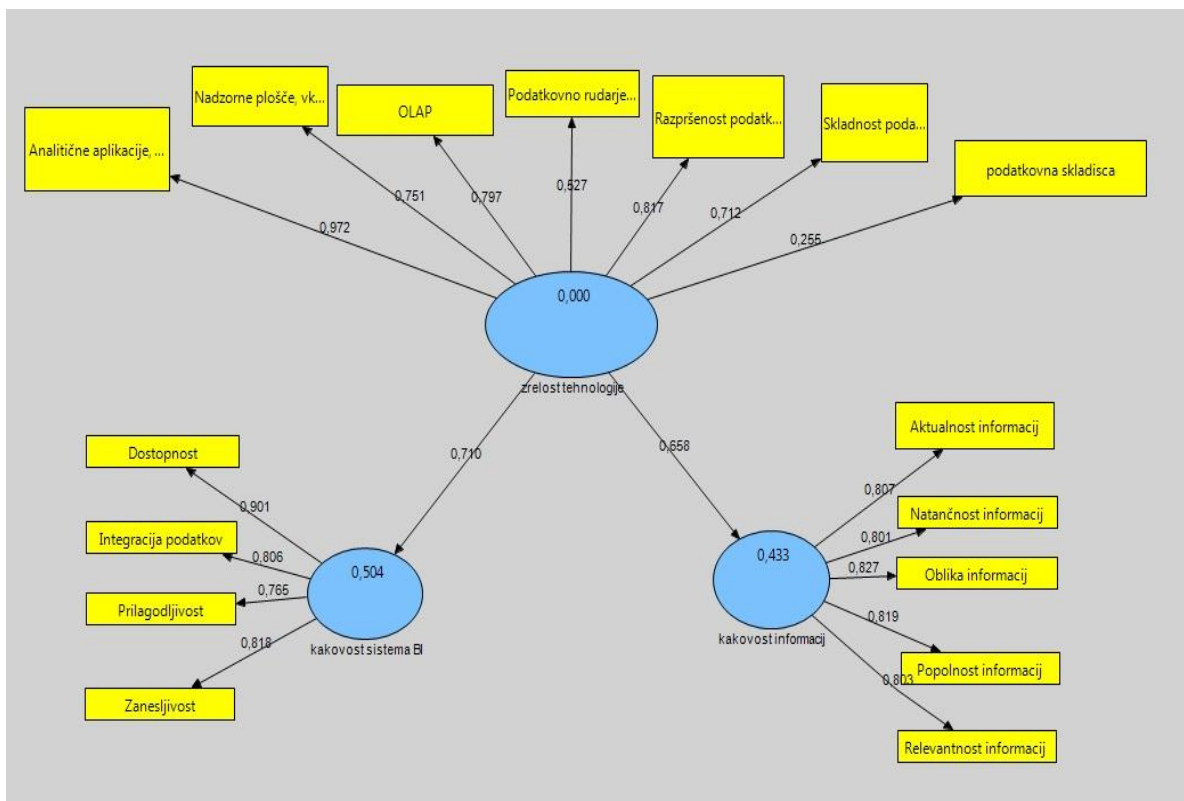 Nadzorne plošče, vk...
OLAP
Podatkovno rudarje...
Razpršenost podatk...
Skladnost poda...
Analitične aplikacije, ...
podatkovna skladisca
0,972
0,751
0,797
0,527
0,817
0,712
0,255
0,000
zrelost tehnologije
0,710
0,658
Dostopnost
0,901
Integracija podatkov
0,806
Prilagodljivost
0,765
Zanesljivost
0,818
0,504
kakovost sistema BI
Aktualnost informacij
0,807
Natančnost informacij
0,801
Oblika informacij
0,827
Popolnost informacij
0,819
Relevantnost informacij
0,803
0,433
kakovost informacij